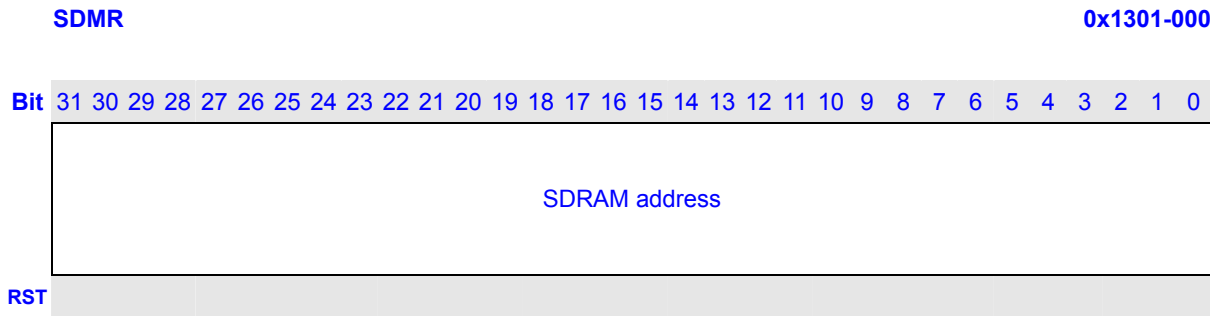 SDMR 0x1301-000
Bit 31 30 29 28 27 26 25 24 23 22 21 20 19 18 17 16 15 14 13 12 11 10 9 8 7 6 5 4 3 2 1 0
SDRAM address
RST